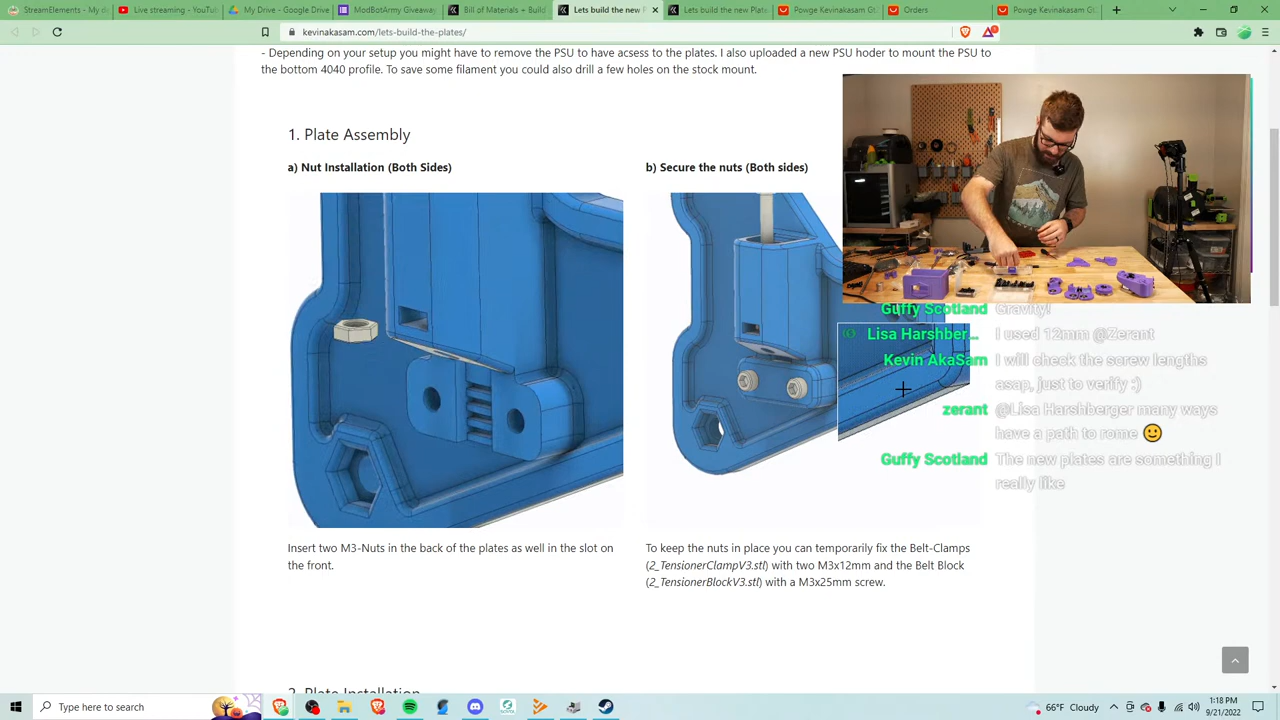 StreamElements - My da
Live streaming - YouTub
My Drive - Google Drive
ModBotArmy Giveaway
Bill of Materials + Build
Lets build the new P
Lets build the new Plate
Powge Kevinakasam Gt
Orders
Powge Kevinakasam Gt
kevinakasam.com/lets-build-the-plates/
- Depending on your setup you might have to remove the PSU to have acsess to the plates. I also uploaded a new PSU hoder to mount the PSU to
the bottom 4040 profile. To save some filament you could also drill a few holes on the stock mount.
1. Plate Assembly
a) Nut Installation (Both Sides)
b) Secure the nuts (Both sides)
Guffy Scotland Gravity!
Lisa Harshber... I used 12mm @Zerant
Kevin AkaSam I will check the screw lengths
asap, just to verify :)
zerant @Lisa Harshberger many ways
have a path to rome 🙂
Guffy Scotland The new plates are something I
really like
Insert two M3-Nuts in the back of the plates as well in the slot on
the front.
To keep the nuts in place you can temporarily fix the Belt-Clamps
(2_TensionerClampV3.stl) with two M3x12mm and the Belt Block
(2_TensionerBlockV3.stl) with a M3x25mm screw.
2. Plate Installation
Type here to search
66°F Cloudy
1:18 PM
9/21/2022